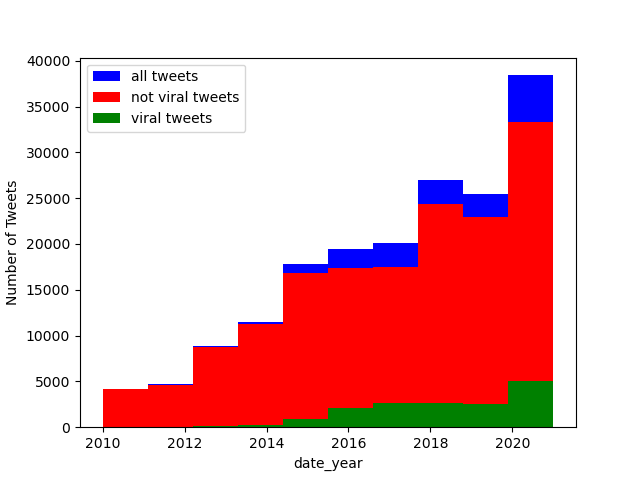 all tweets
not viral tweets
viral tweets
Number of Tweets
40000
35000
30000
25000
20000
15000
10000
5000
0
2010 2012 2014 2016 2018 2020
date_year